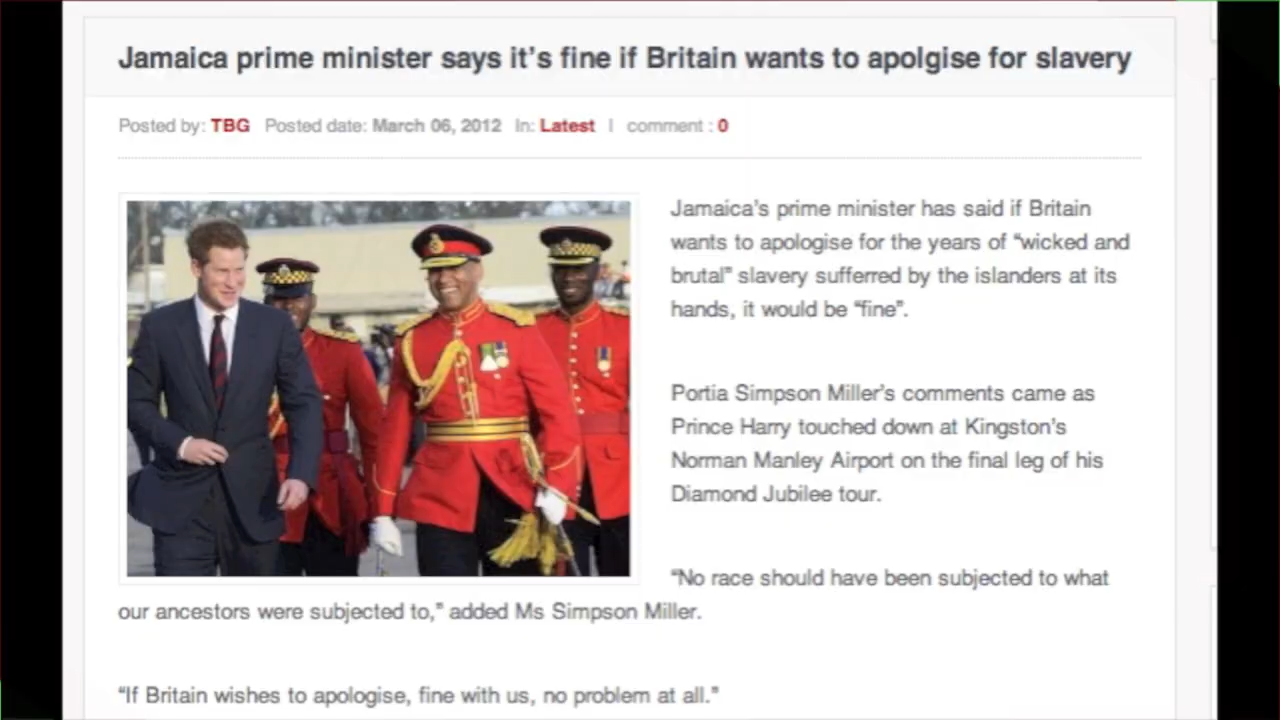 Jamaica prime minister says it’s fine if Britain wants to apolgise for slavery
Posted by: TBG Posted date: March 06, 2012 In: Latest | comment : 0
Jamaica’s prime minister has said if Britain
wants to apologise for the years of “wicked and
brutal” slavery sufferred by the islanders at its
hands, it would be “fine”.
Portia Simpson Miller’s comments came as
Prince Harry touched down at Kingston’s
Norman Manley Airport on the final leg of his
Diamond Jubilee tour.
“No race should have been subjected to what
our ancestors were subjected to,” added Ms Simpson Miller.
“If Britain wishes to apologise, fine with us, no problem at all.”